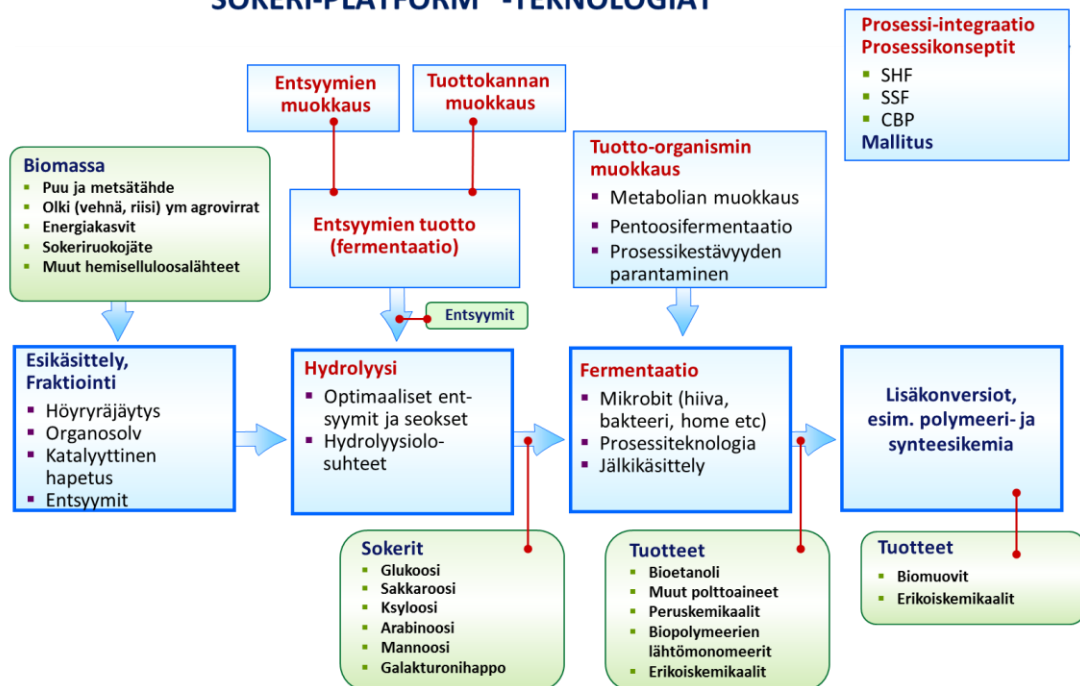 SOKERI-PLATFORM -TEKNOLOGIAT
Prosessi-integraatio
Prosessikonseptit
SHF
SSF
CBP
Mallitus
Entsyymien
muokkaus
Tuottokannan
muokkaus
Biomassa
Puu ja metsätähde
Olki (vehnä, riisi) ym agrovirrat
Energiakasvit
Sokeriruokojäte
Muut hemiselluloosalähteet
Entsyymien tuotto
(fermentaatio)
Tuotto-organismin
muokkaus
Metabolian muokkaus
Pentoosifermentaatio
Prosessikestävyyden
parantaminen
Entsyymit
Esikäsittely,
Fraktiointi
Höyryräjäytys
Organosolv
Katalyyttinen
hapetus
Entsyymit
Hydrolyysi
Optimaaliset ent-
syymit ja seokset
Hydrolyysiolo-
suhteet
Fermentaatio
Mikrobit (hiiva,
bakteeri, home etc)
Prosessiteknologia
Jälkikäsittely
Lisäkonversiot,
esim. polymeeri- ja
synteesikemia
Sokerit
Glukoosi
Sakkaroosi
Ksyloosi
Arabinoosi
Mannoosi
Galakturonihappo
Tuotteet
Bioetanoli
Muut polttoaineet
Peruskemikaalit
Biopolymeerien
lähtömonomeerit
Erikoiskemikaalit
Tuotteet
Biomuovit
Erikoiskemikaalit